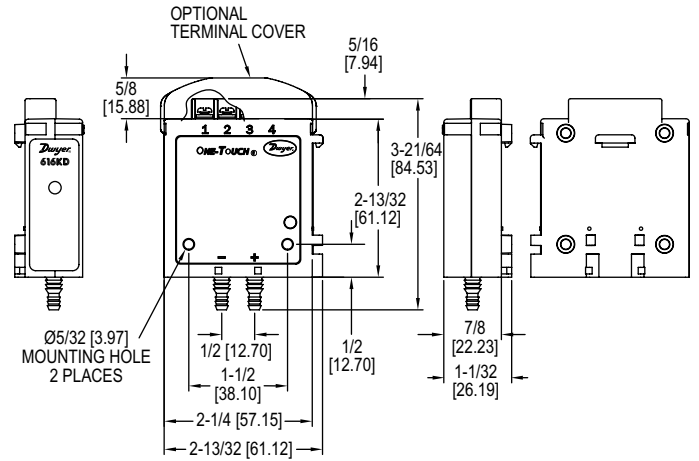 OPTIONAL
TERMINAL COVER
5/16
[7.94]
5/8
[15.88]
Dwyer
616KD
1 2 3 4
ONE-TOUCH ®
Dwyer
3-21/64
[84.53]
2-13/32
[61.12]
− +
Ø5/32 [3.97]
MOUNTING HOLE
2 PLACES
1/2 [12.70]
1/2
[12.70]
1-1/2
[38.10]
2-1/4 [57.15]
2-13/32 [61.12]
7/8
[22.23]
1-1/32
[26.19]